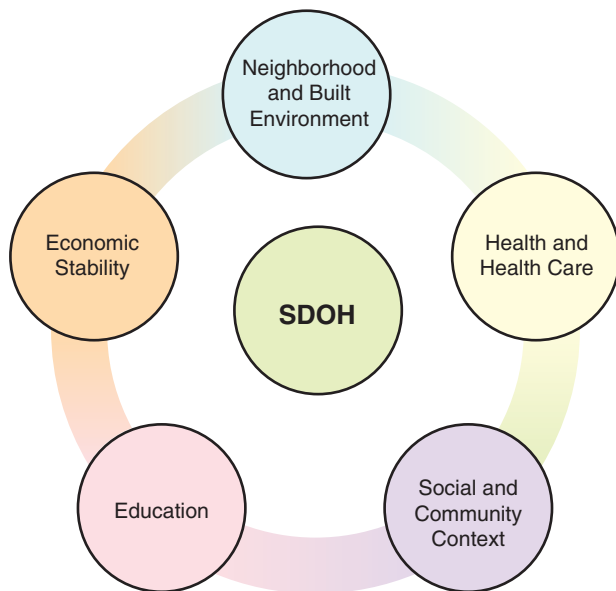 Neighborhood
and Built
Environment
Economic
Stability
Health and
Health Care
SDOH
Education
Social and
Community
Context